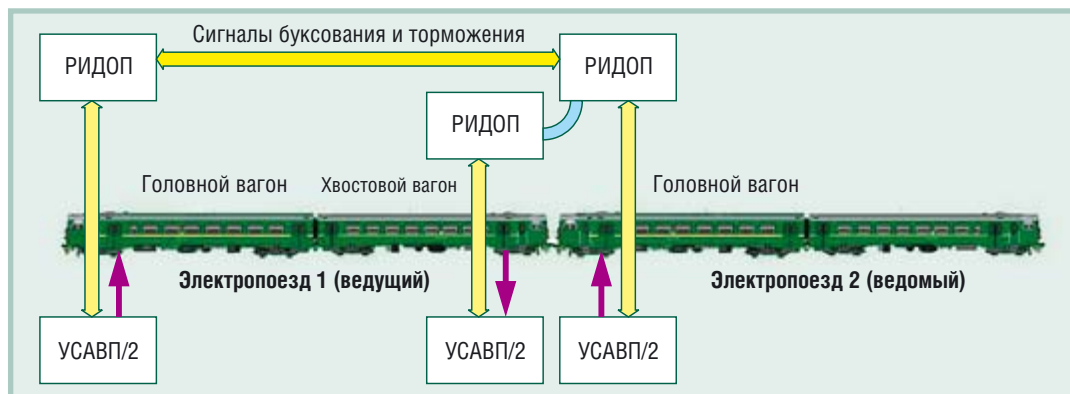 Сигналы буксования и торможения
РИДОП
РИДОП
РИДОП
Головной вагон
Хвостовой вагон
Головной вагон
Электропоезд 1 (ведущий)
Электропоезд 2 (ведомый)
УСАВП/2
УСАВП/2
УСАВП/2